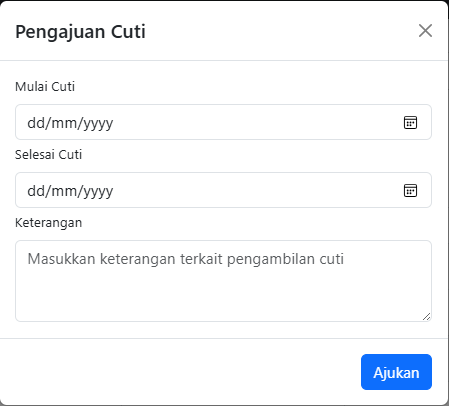 Pengajuan Cuti
Mulai Cuti
dd/mm/yyyy
Selesai Cuti
dd/mm/yyyy
Keterangan
Masukkan keterangan terkait pengambilan cuti
Ajukan